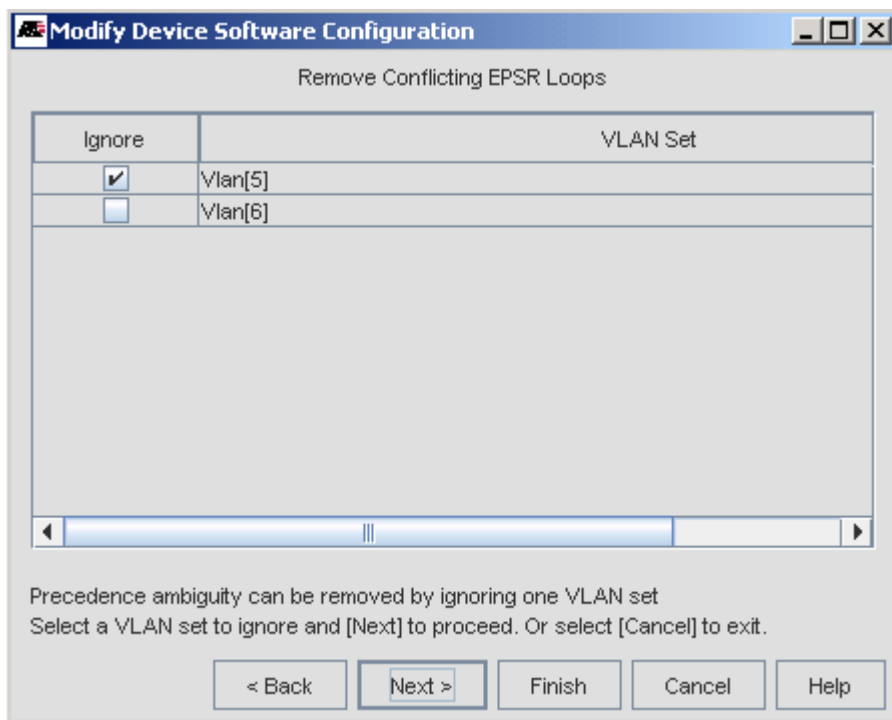 Modify Device Software Configuration
Remove Conflicting EPSR Loops
Ignore VLAN Set
Vlan[5]
Vlan[6]
Precedence ambiguity can be removed by ignoring one VLAN set
Select a VLAN set to ignore and [Next] to proceed. Or select [Cancel] to exit.
< Back Next > Finish Cancel Help